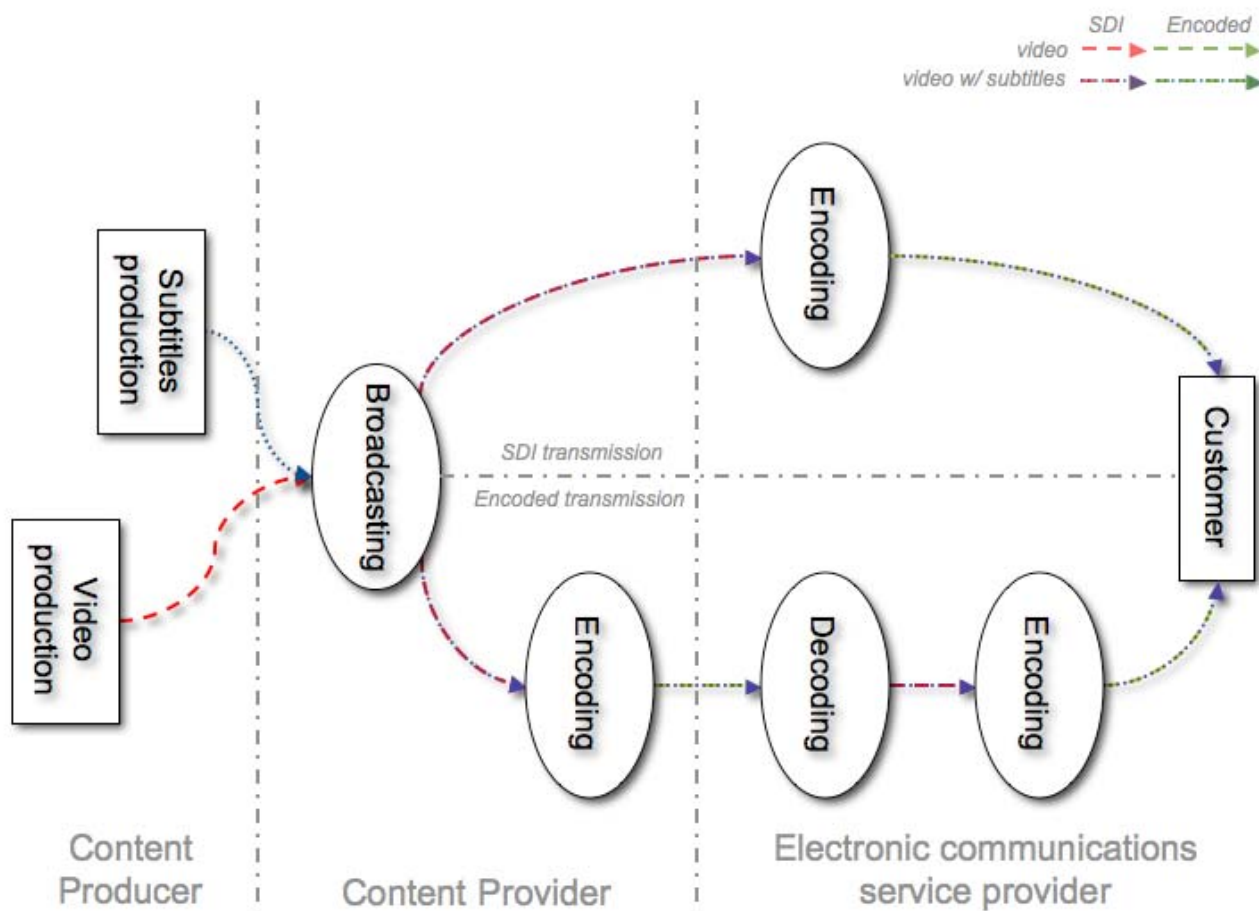 SDI Encoded
video
video w/ subtitles
Encoding
Subtitles
production
Broadcasting
Customer
SDI transmission
Encoded transmission
Video
production
Encoding
Decoding
Encoding
Content
Producer
Content Provider
Electronic communications
service provider